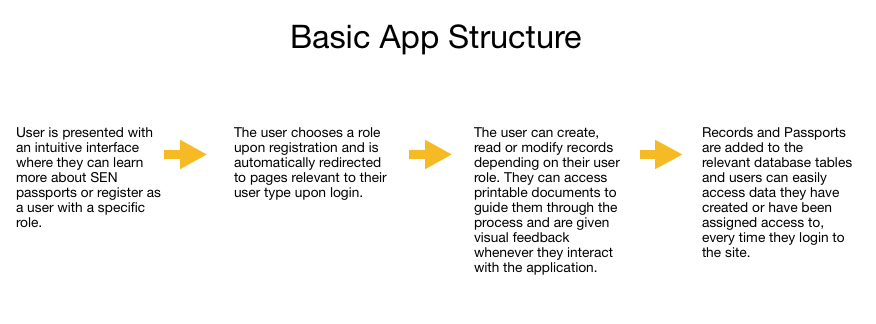 Basic App Structure
User is presented with
an intuitive interface
where they can learn
more about SEN
passports or register as
a user with a specific
role.
The user chooses a role
upon registration and is
automatically redirected
to pages relevant to their
user type upon login.
The user can create,
read or modify records
depending on their user
role. They can access
printable documents to
guide them through the
process and are given
visual feedback
whenever they interact
with the application.
Records and Passports
are added to the
relevant database tables
and users can easily
access data they have
created or have been
assigned access to,
every time they login to
the site.